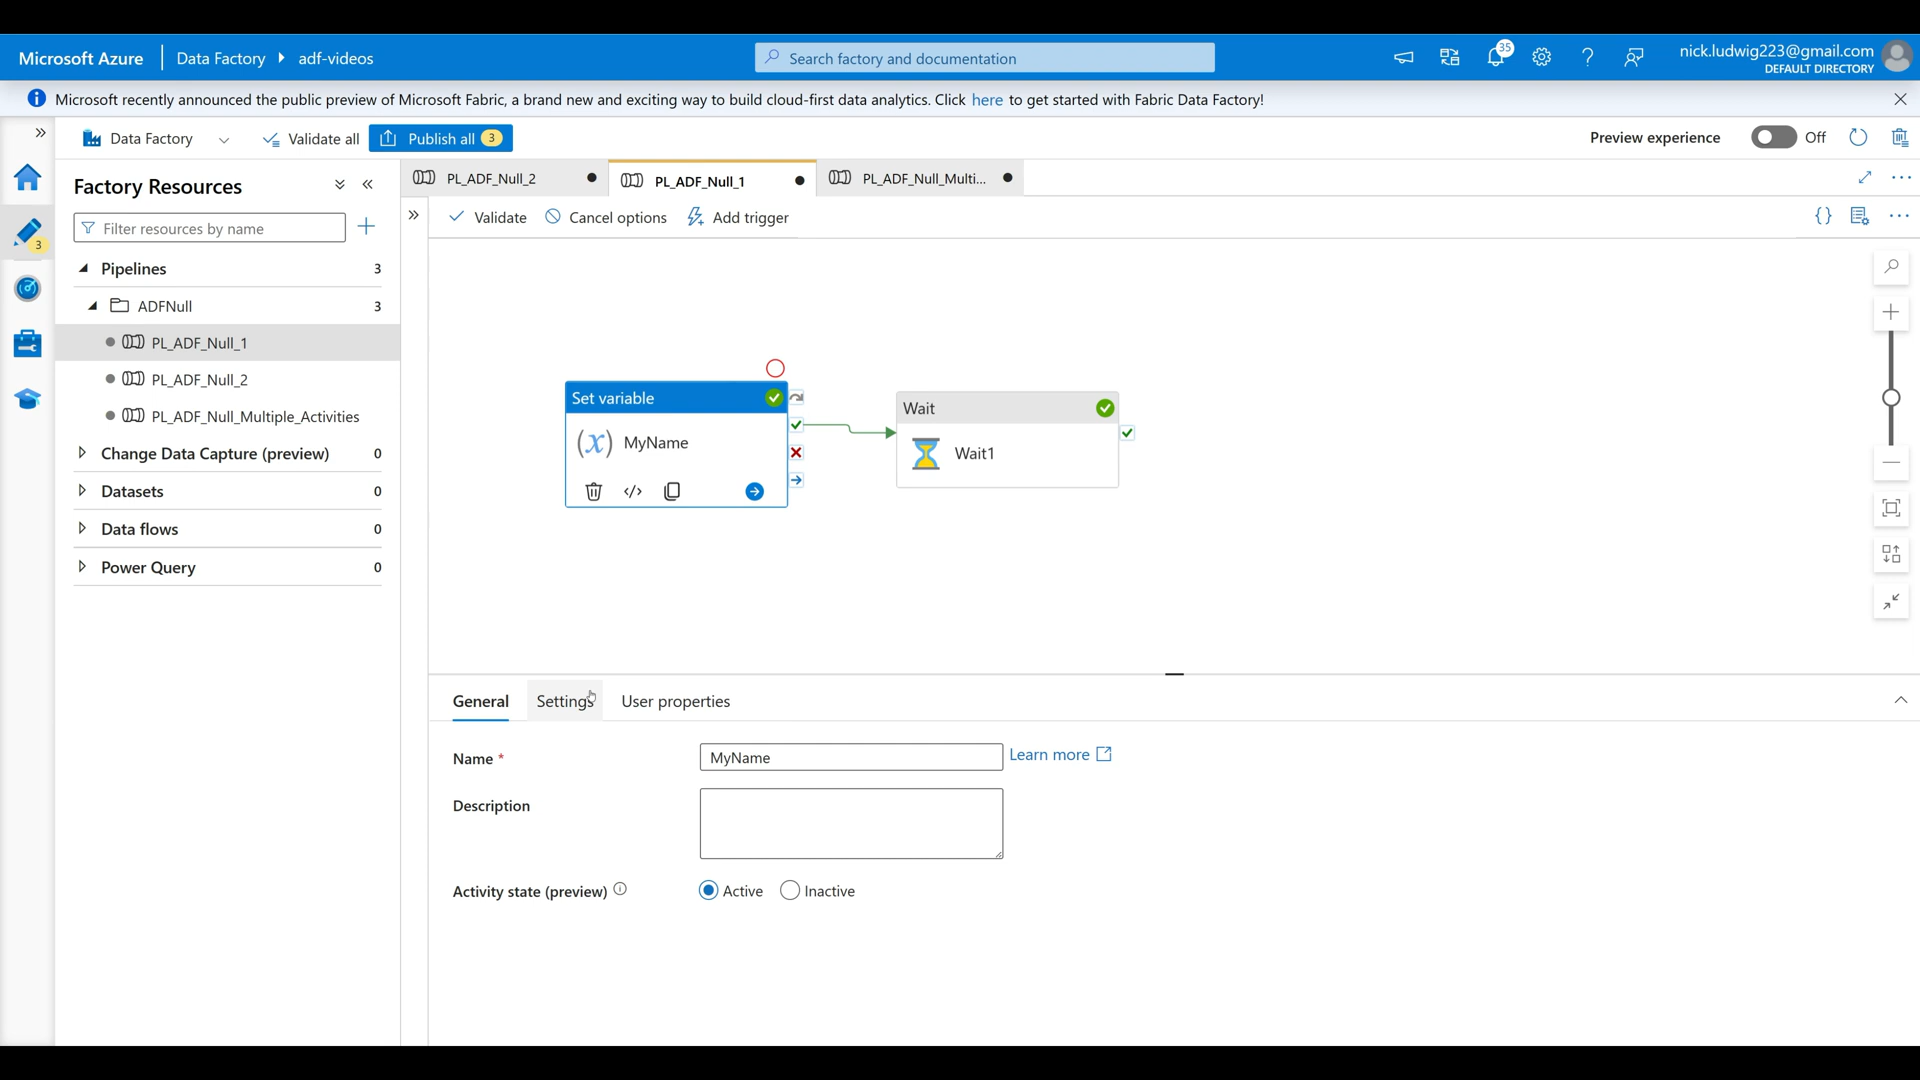 Microsoft Azure
Data Factory
adf-videos
Search factory and documentation
35
nick.ludwig223@gmail.com
DEFAULT DIRECTORY
Microsoft recently announced the public preview of Microsoft Fabric, a brand new and exciting way to build cloud-first data analytics. Click here to get started with Fabric Data Factory!
Data Factory
Validate all
Publish all 3
Preview experience
Off
Factory Resources
Filter resources by name
3
Pipelines 3
ADFNull 3
PL_ADF_Null_1
PL_ADF_Null_2
PL_ADF_Null_Multiple_Activities
Change Data Capture (preview) 0
Datasets 0
Data flows 0
Power Query 0
PL_ADF_Null_2
PL_ADF_Null_1
PL_ADF_Null_Multi...
Validate
Cancel options
Add trigger
Set variable
(x) MyName
Wait
Wait1
General
Settings
User properties
Name *
MyName
Learn more
Description
Activity state (preview)
Active
Inactive